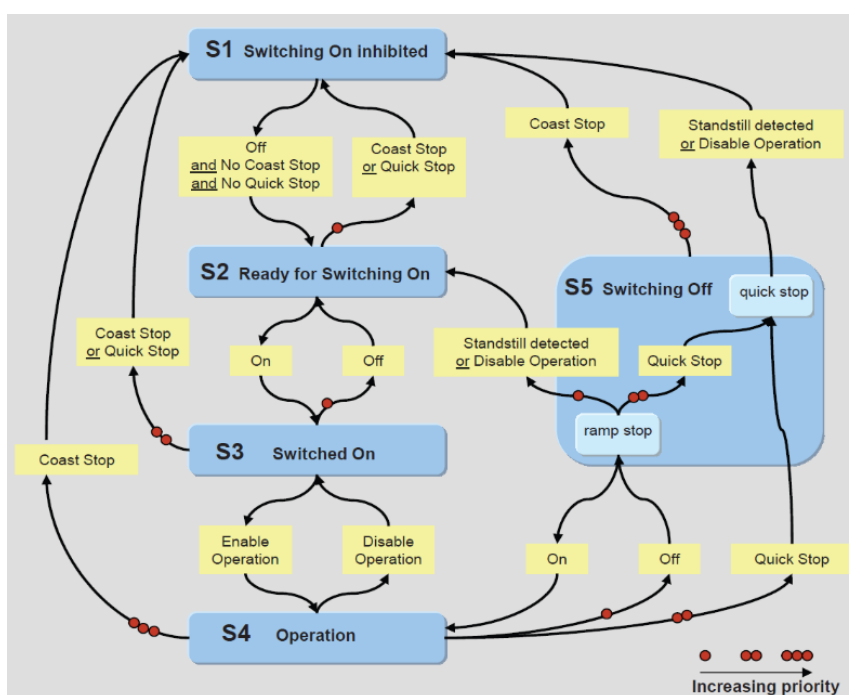 S1 Switching On inhibited
Off
and No Coast Stop
and No Quick Stop
Coast Stop
or Quick Stop
Coast Stop
Standstill detected
or Disable Operation
S2 Ready for Switching On
S5 Switching Off
quick stop
Coast Stop
or Quick Stop
On
Off
Standstill detected
or Disable Operation
Quick Stop
ramp stop
S3 Switched On
Coast Stop
Enable
Operation
Disable
Operation
On
Off
Quick Stop
S4 Operation
Increasing priority